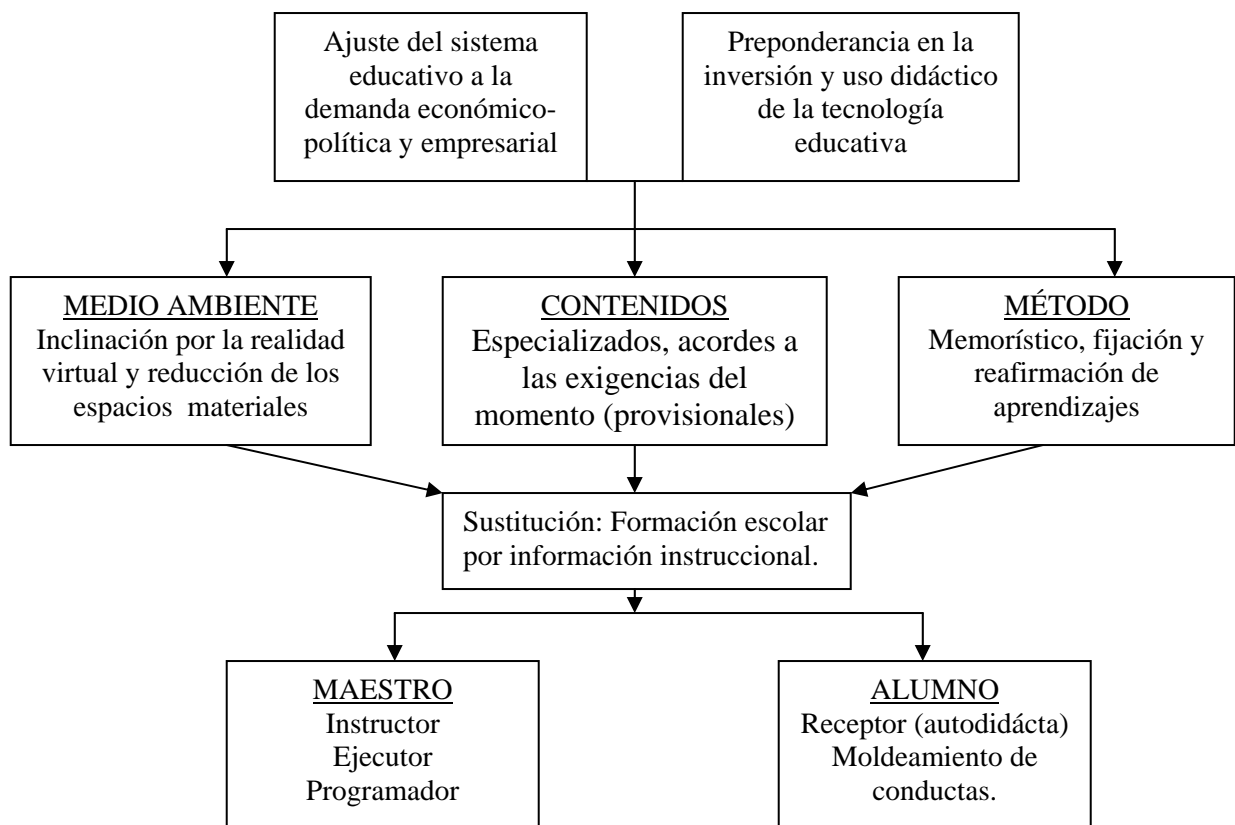 Ajuste del sistema
educativo a la
demanda económico-
política y empresarial
Preponderancia en la
inversión y uso didáctico
de la tecnología
educativa
MEDIO AMBIENTE
Inclinación por la realidad
virtual y reducción de los
espacios materiales
CONTENIDOS
Especializados, acordes a
las exigencias del
momento (provisionales)
MÉTODO
Memorístico, fijación y
reafirmación de
aprendizajes
Sustitución: Formación escolar
por información instruccional.
MAESTRO
Instructor
Ejecutor
Programador
ALUMNO
Receptor (autodidácta)
Moldeamiento de
conductas.